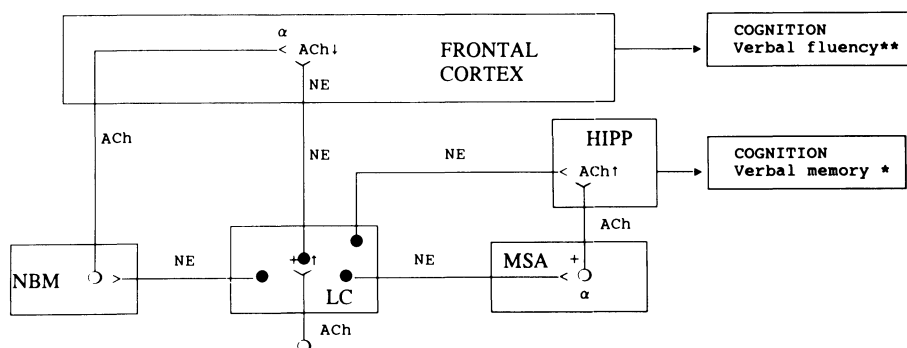 α
ACh↓
NE
FRONTAL
CORTEX
COGNITION
Verbal fluency**
ACh
NE
NE
HIPP
ACh↑
COGNITION
Verbal memory *
ACh
NBM
NE
+ ↑
LC
NE
MSA
+
α
ACh